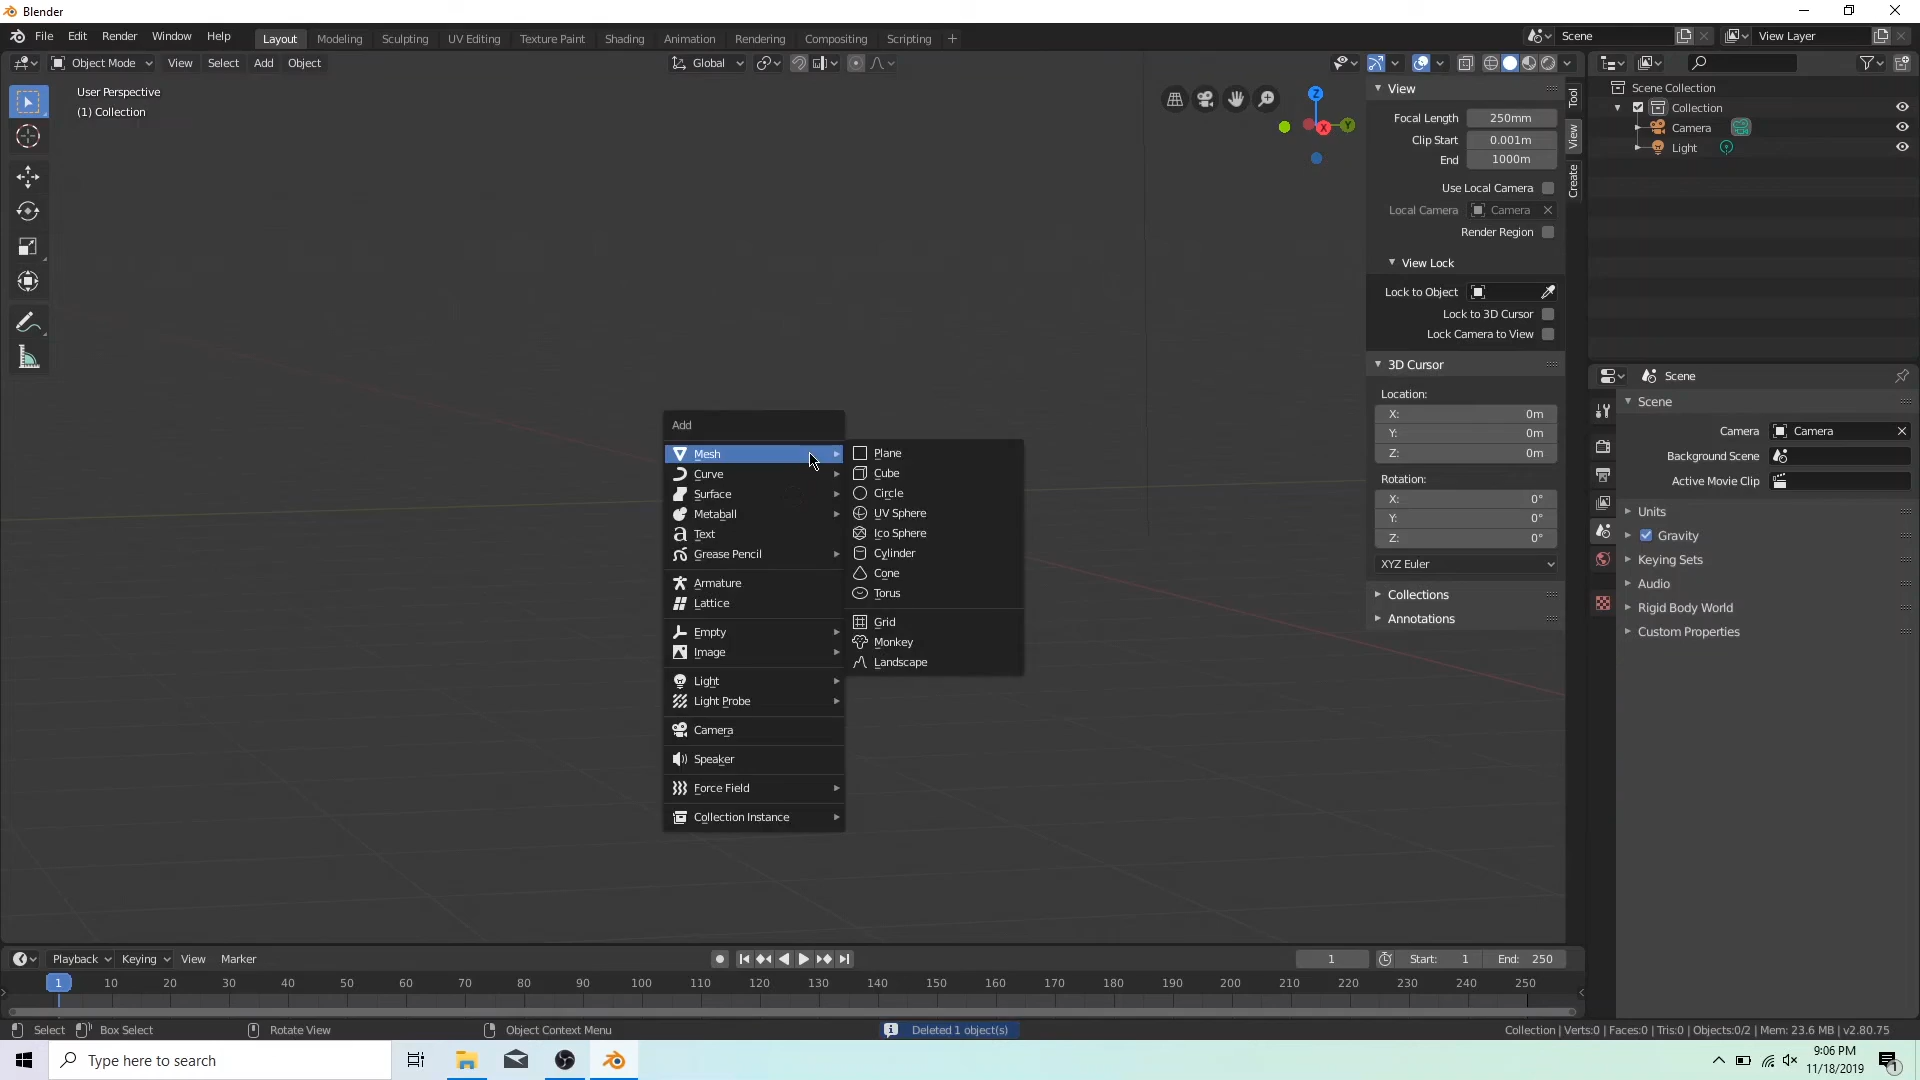 Blender
File Edit Render Window Help Layout Modeling Sculpting UV Editing Texture Paint Shading Animation Rendering Compositing Scripting + Scene View Layer
Object Mode View Select Add Object Global
User Perspective
(1) Collection
Z
X
Y
View
Focal Length 250mm
Clip Start 0.001m
End 1000m
Use Local Camera
Local Camera Camera
Render Region
View Lock
Lock to Object
Lock to 3D Cursor
Lock Camera to View
3D Cursor
Location:
X: 0m
Y: 0m
Z: 0m
Rotation:
X: 0°
Y: 0°
Z: 0°
XYZ Euler
Collections
Annotations
Tool
View
Create
Scene Collection
Collection
Camera
Light
Scene
Scene
Camera Camera
Background Scene
Active Movie Clip
Units
Gravity
Keying Sets
Audio
Rigid Body World
Custom Properties
Add
Mesh
Curve
Surface
Metaball
Text
Grease Pencil
Armature
Lattice
Empty
Image
Light
Light Probe
Camera
Speaker
Force Field
Collection Instance
Plane
Cube
Circle
UV Sphere
Ico Sphere
Cylinder
Cone
Torus
Grid
Monkey
Landscape
Playback Keying View Marker 1 Start: 1 End: 250
1 10 20 30 40 50 60 70 80 90 100 110 120 130 140 150 160 170 180 190 200 210 220 230 240 250
Select Box Select Rotate View Object Context Menu Deleted 1 object(s) Collection | Verts:0 | Faces:0 | Tris:0 | Objects:0/2 | Mem: 23.6 MB | v2.80.75
Type here to search
9:06 PM
11/18/2019
1